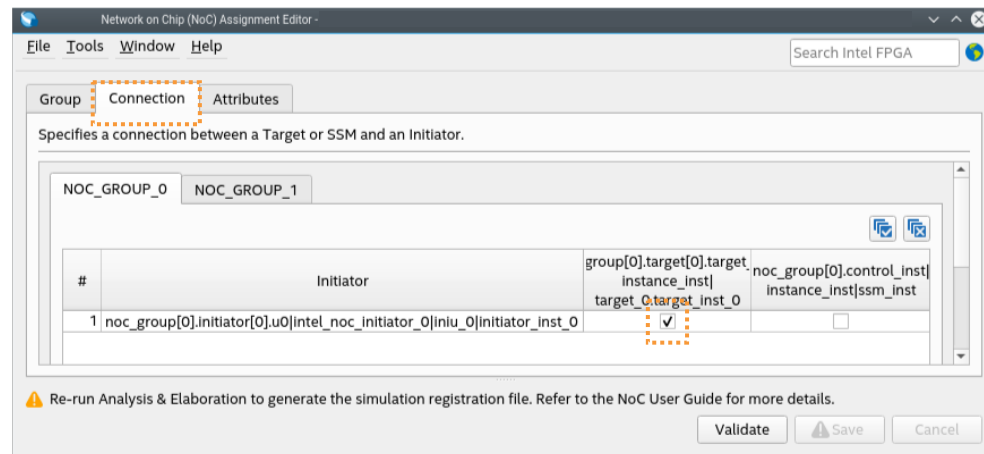 Network on Chip (NoC) Assignment Editor -
File Tools Window Help
Search Intel FPGA
Group Connection Attributes
Specifies a connection between a Target or SSM and an Initiator.
NOC_GROUP_0 NOC_GROUP_1
# Initiator
group[0].target[0].target_
instance_inst|
target_0.target_inst_0
noc_group[0].control_inst|
instance_inst|ssm_inst
1 noc_group[0].initiator[0].u0|intel_noc_initiator_0|iniu_0|initiator_inst_0
Re-run Analysis & Elaboration to generate the simulation registration file. Refer to the NoC User Guide for more details.
Validate Save Cancel